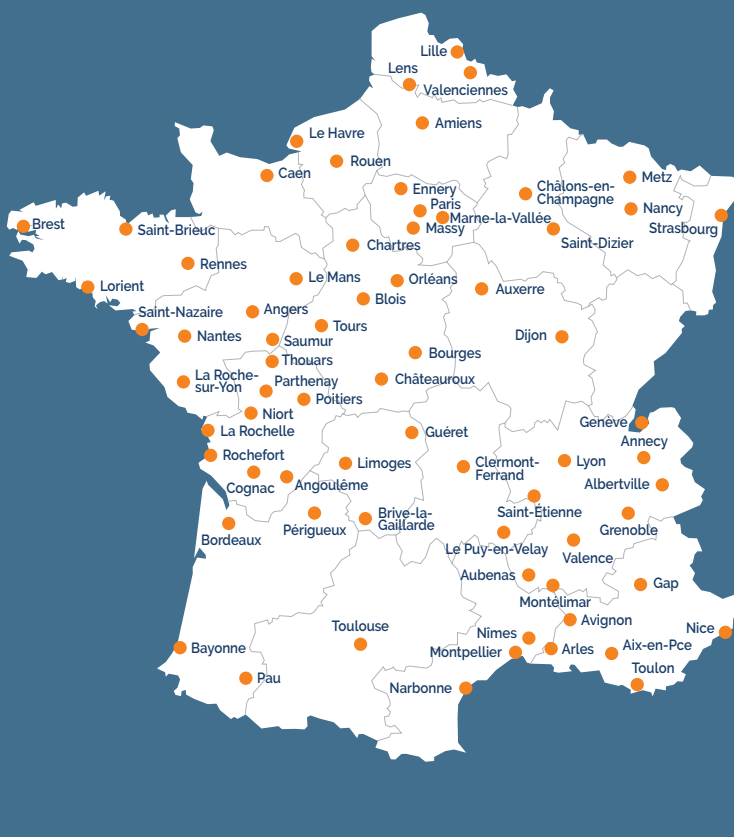 Lille
Lens
Valenciennes
Amiens
Le Havre
Rouen
Caen
Metz
Ennery
Châlons-en-
Champagne
Paris
Nancy
Marne-la-Vallée
Brest
Saint-Brieuc
Massy
Strasbourg
Chartres
Saint-Dizier
Rennes
Le Mans
Orléans
Lorient
Auxerre
Blois
Saint-Nazaire
Angers
Tours
Nantes
Saumur
Dijon
Bourges
Thouars
La Roche-
sur-Yon
Parthenay
Châteauroux
Poitiers
Niort
Genève
La Rochelle
Guéret
Annecy
Rochefort
Limoges
Clermont-
Ferrand
Lyon
Cognac
Angoulême
Albertville
Saint-Étienne
Brive-la-
Gaillarde
Périgueux
Grenoble
Bordeaux
Le Puy-en-Velay
Valence
Aubenas
Gap
Montélimar
Avignon
Toulouse
Nice
Nîmes
Bayonne
Montpellier
Arles
Aix-en-Pce
Toulon
Pau
Narbonne